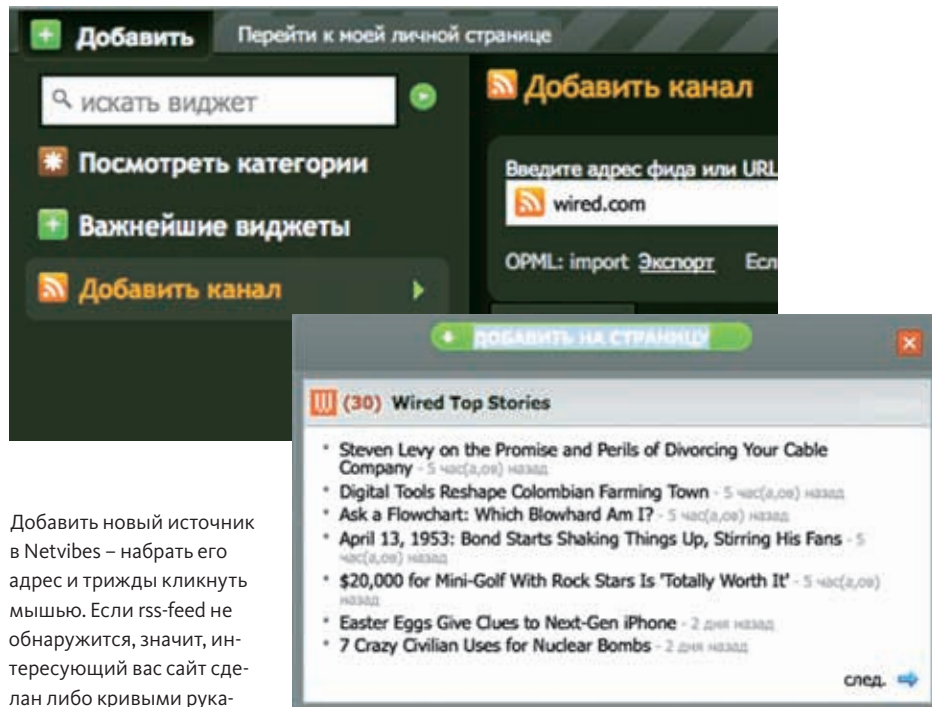 Добавить
Перейти к моей личной странице
искать виджет
Посмотреть категории
Важнейшие виджеты
Добавить канал
Добавить канал
Введите адрес фида или URL
wired.com
OPML: import Экспорт Есл
ДОБАВИТЬ НА СТРАНИЦУ
(30) Wired Top Stories
Steven Levy on the Promise and Perils of Divorcing Your Cable
Company - 5 час(а,ов) назад
Digital Tools Reshape Colombian Farming Town - 5 час(а,ов) назад
Ask a Flowchart: Which Blowhard Am I? - 5 час(а,ов) назад
April 13, 1953: Bond Starts Shaking Things Up, Stirring His Fans - 5
час(а,ов) назад
$20,000 for Mini-Golf With Rock Stars Is 'Totally Worth It' - 5 час(а,ов)
назад
Easter Eggs Give Clues to Next-Gen iPhone - 2 дня назад
7 Crazy Civilian Uses for Nuclear Bombs - 2 дня назад
след.
Добавить новый источник
в Netvibes – набрать его
адрес и трижды кликнуть
мышью. Если rss-feed не
обнаружится, значит, ин-
тересующий вас сайт сде-
лан либо кривыми рука-